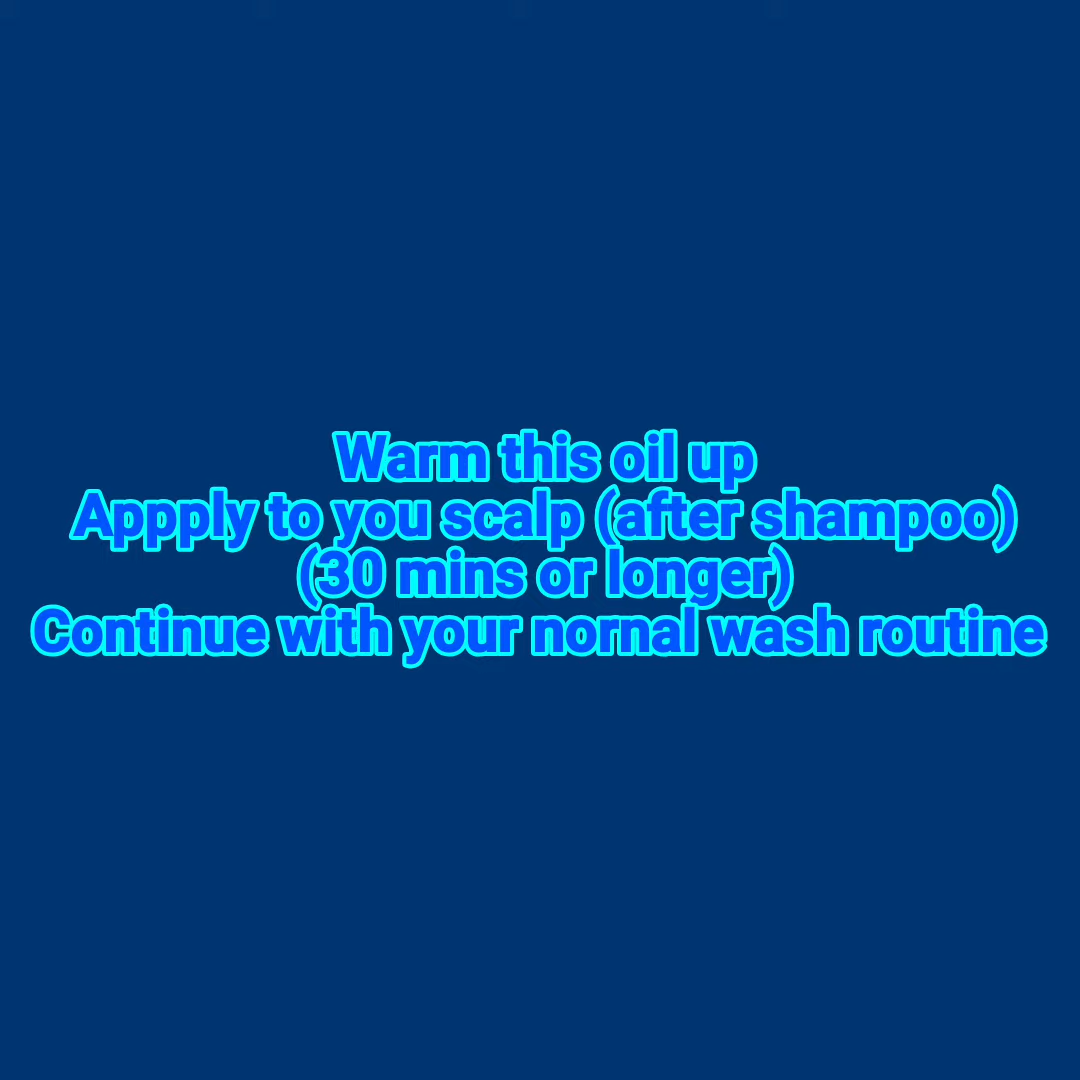 Warm this oil up
Appply to you scalp (after shampoo)
(30 mins or longer)
Continue with your nornal wash routine